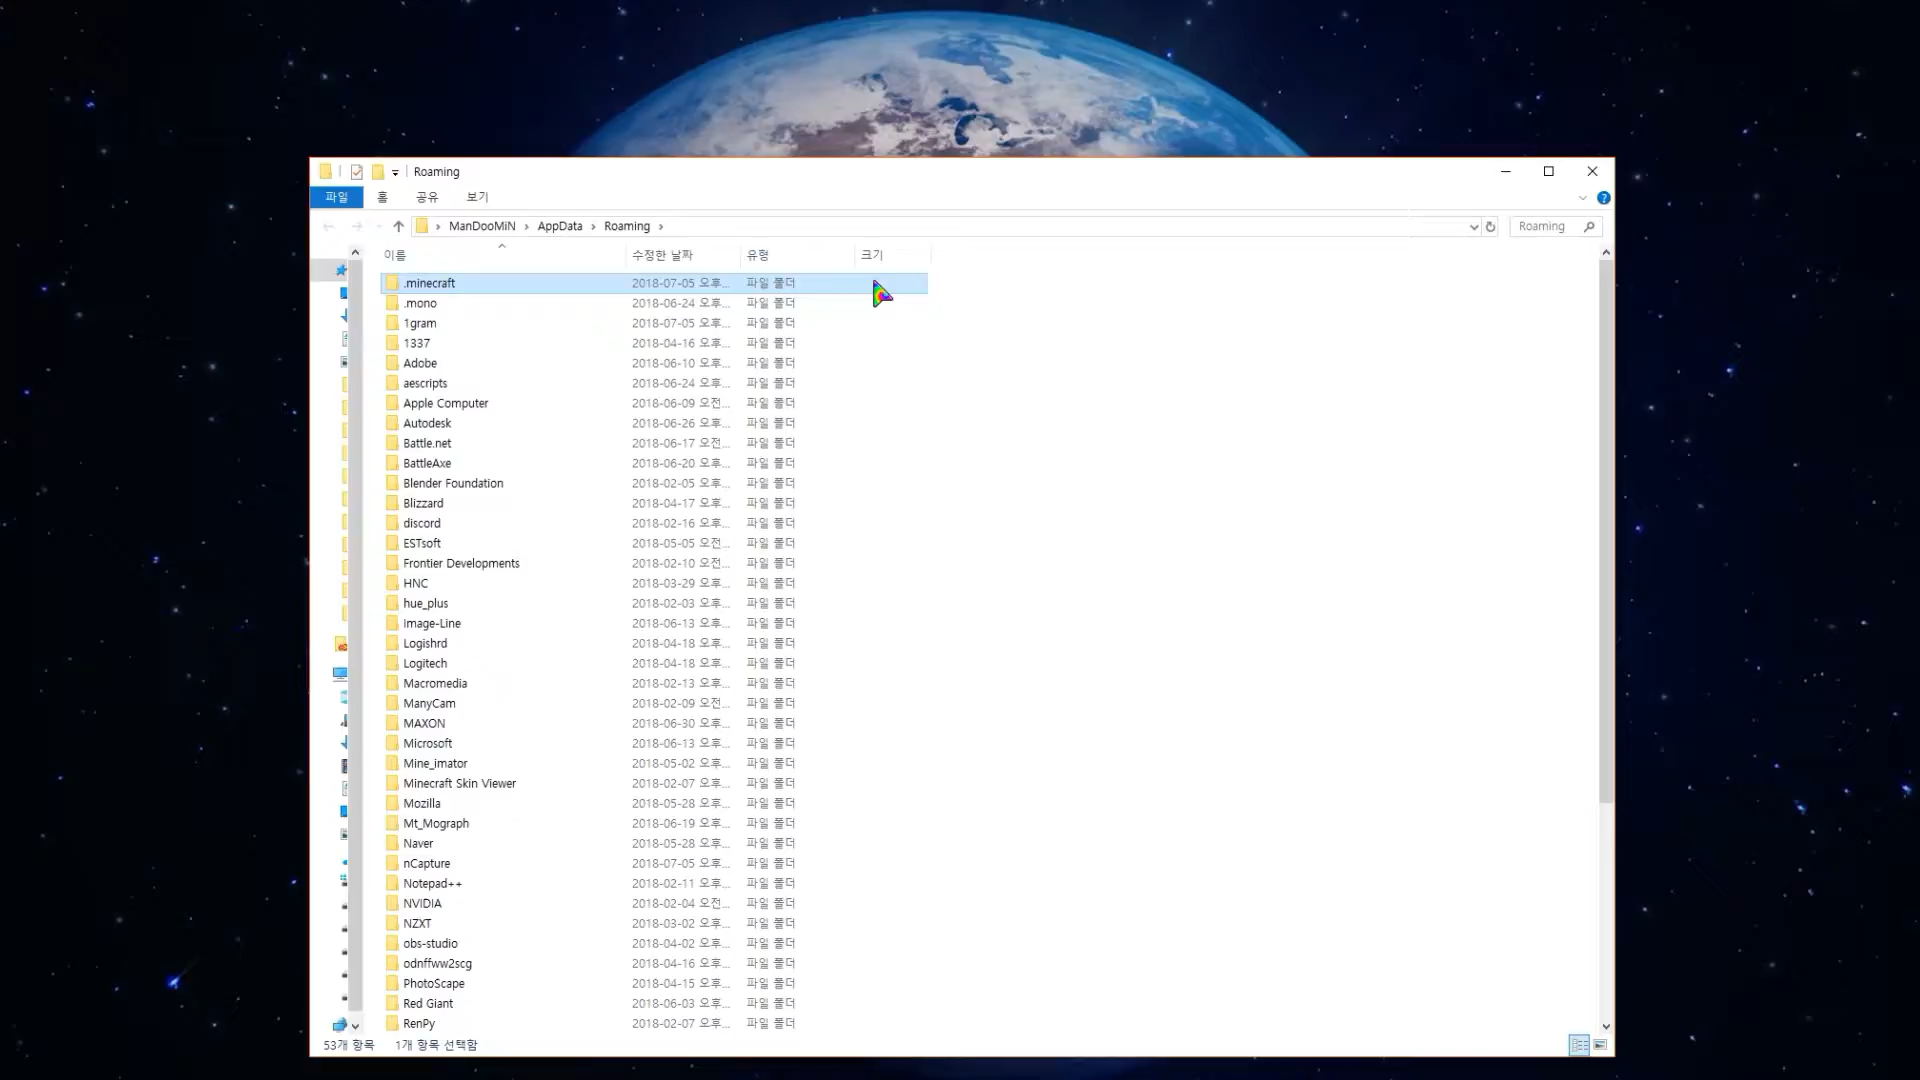 Roaming
파일 홈 공유 보기
ManDooMiN AppData Roaming Roaming
이름 수정한 날짜 유형 크기
.minecraft 2018-07-05 오후... 파일 폴더
.mono 2018-06-24 오후... 파일 폴더
1gram 2018-07-05 오후... 파일 폴더
1337 2018-04-16 오후... 파일 폴더
Adobe 2018-06-10 오후... 파일 폴더
aescripts 2018-06-24 오후... 파일 폴더
Apple Computer 2018-06-09 오전... 파일 폴더
Autodesk 2018-06-26 오후... 파일 폴더
Battle.net 2018-06-17 오전... 파일 폴더
BattleAxe 2018-06-20 오후... 파일 폴더
Blender Foundation 2018-02-05 오후... 파일 폴더
Blizzard 2018-04-17 오후... 파일 폴더
discord 2018-02-16 오후... 파일 폴더
ESTsoft 2018-05-05 오전... 파일 폴더
Frontier Developments 2018-02-10 오전... 파일 폴더
HNC 2018-03-29 오후... 파일 폴더
hue_plus 2018-02-03 오후... 파일 폴더
Image-Line 2018-06-13 오후... 파일 폴더
Logishrd 2018-04-18 오후... 파일 폴더
Logitech 2018-04-18 오후... 파일 폴더
Macromedia 2018-02-13 오후... 파일 폴더
ManyCam 2018-02-09 오전... 파일 폴더
MAXON 2018-06-30 오후... 파일 폴더
Microsoft 2018-06-13 오후... 파일 폴더
Mine_imator 2018-05-02 오후... 파일 폴더
Minecraft Skin Viewer 2018-02-07 오후... 파일 폴더
Mozilla 2018-05-28 오후... 파일 폴더
Mt_Mograph 2018-06-19 오후... 파일 폴더
Naver 2018-05-28 오후... 파일 폴더
nCapture 2018-07-05 오후... 파일 폴더
Notepad++ 2018-02-11 오후... 파일 폴더
NVIDIA 2018-02-04 오전... 파일 폴더
NZXT 2018-03-02 오후... 파일 폴더
obs-studio 2018-04-02 오후... 파일 폴더
odnffww2scg 2018-04-16 오후... 파일 폴더
PhotoScape 2018-04-15 오후... 파일 폴더
Red Giant 2018-06-03 오후... 파일 폴더
RenPy 2018-02-07 오후... 파일 폴더
53개 항목 1개 항목 선택함